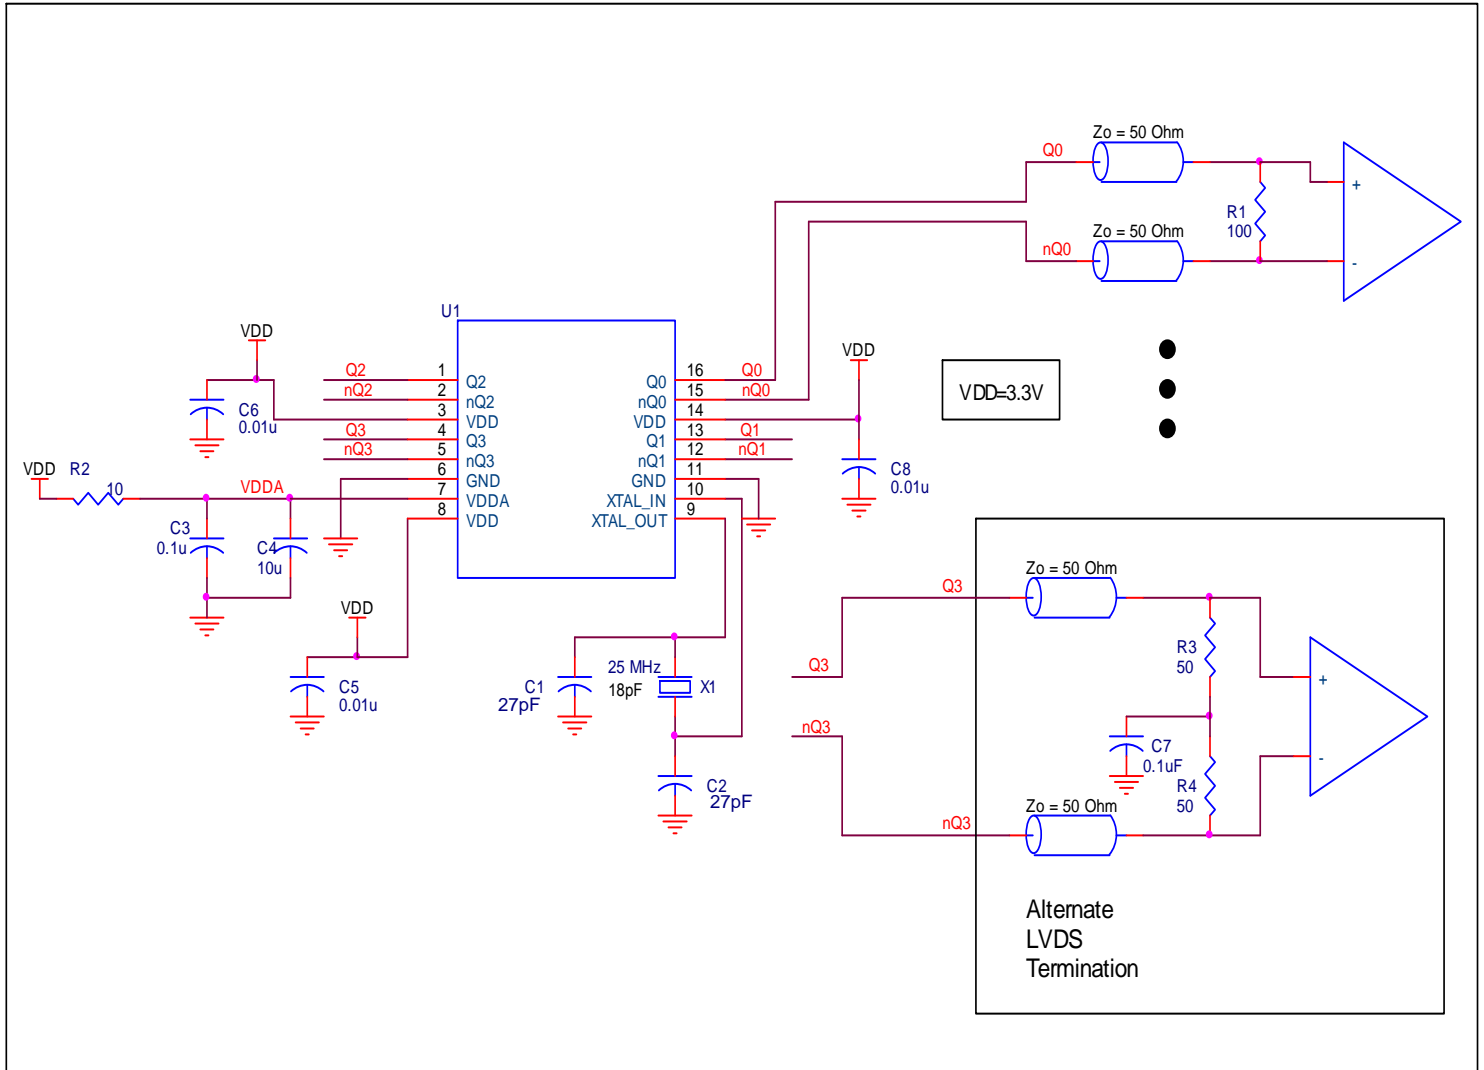 Zo = 50 Ohm
Q0
+
R1
100
Zo = 50 Ohm
nQ0
-
U1
VDD
VDD
VDD=3.3V
Q2 1 Q2 Q0 16 Q0
nQ2 2 nQ2 nQ0 15 nQ0
C6
0.01u
3 VDD VDD 14
Q3 4 Q3 Q1 13 Q1
nQ3 5 nQ3 nQ1 12 nQ1
6 GND GND 11
VDD R2
10
VDDA 7 VDDA XTAL_IN 10
8 VDD XTAL_OUT 9
C8
0.01u
C3
0.1u
C4
10u
VDD
C5
0.01u
C1
27pF
25 MHz
18pF
X1
C2
27pF
Q3
nQ3
Q3
Zo = 50 Ohm
R3
50
+
C7
0.1uF
-
R4
50
Zo = 50 Ohm
nQ3
Alternate
LVDS
Termination